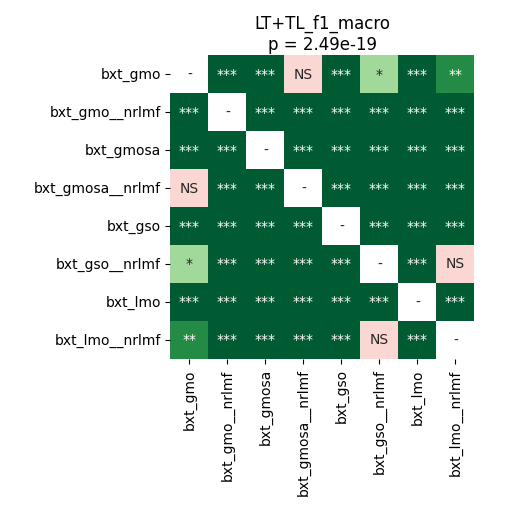 LT+TL_f1_macro
p = 2.49e-19
bxt_gmo - *** *** NS *** * *** **
bxt_gmo__nrlmf *** - *** *** *** *** *** ***
bxt_gmosa *** *** - *** *** *** *** ***
bxt_gmosa__nrlmf NS *** *** - *** *** *** ***
bxt_gso *** *** *** *** - *** *** ***
bxt_gso__nrlmf * *** *** *** *** - *** NS
bxt_lmo *** *** *** *** *** *** - ***
bxt_lmo__nrlmf ** *** *** *** *** NS *** -
bxt_gmo
bxt_gmo__nrlmf
bxt_gmosa
bxt_gmosa__nrlmf
bxt_gso
bxt_gso__nrlmf
bxt_lmo
bxt_lmo__nrlmf